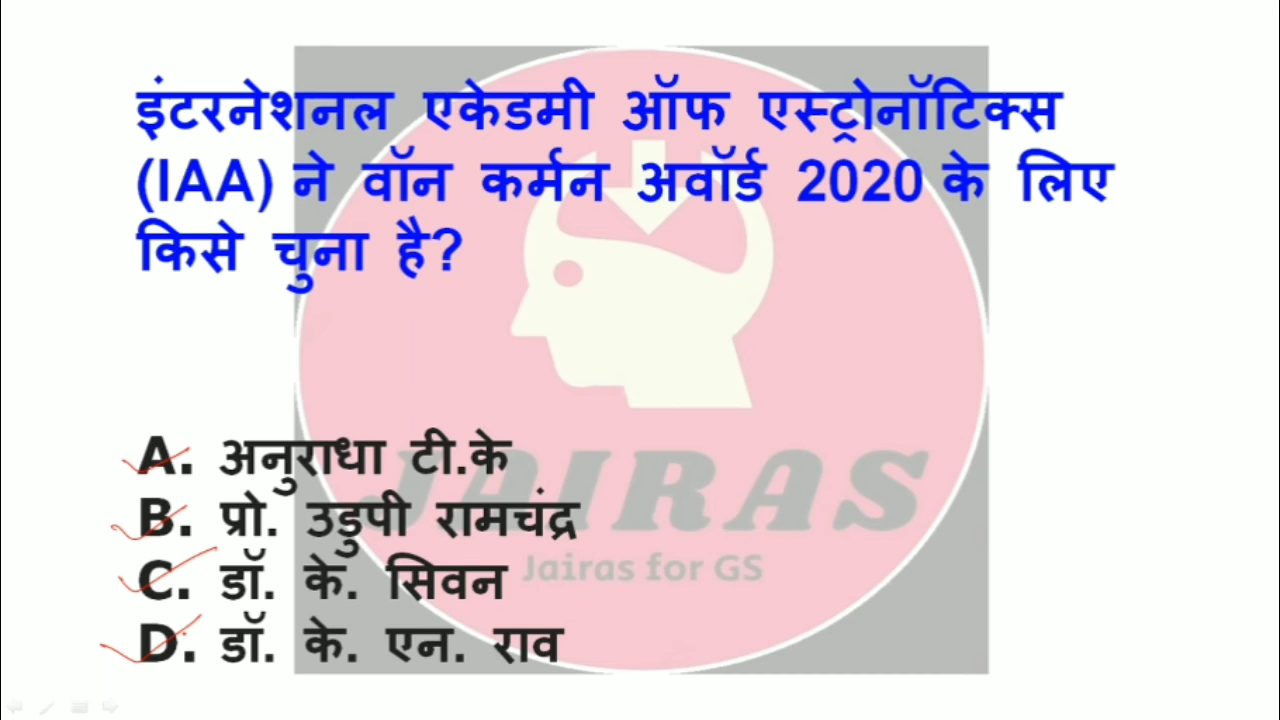 इंटरनेशनल एकेडमी ऑफ एस्ट्रोनॉटिक्स
(IAA) ने वॉन कर्मन अवॉर्ड 2020 के लिए
किसे चुना है?
A. अनुराधा टी.के
B. प्रो. उडुपी रामचंद्र
C. डॉ. के. सिवन
D. डॉ. के. एन. राव
JAIRAS
Jairas for GS